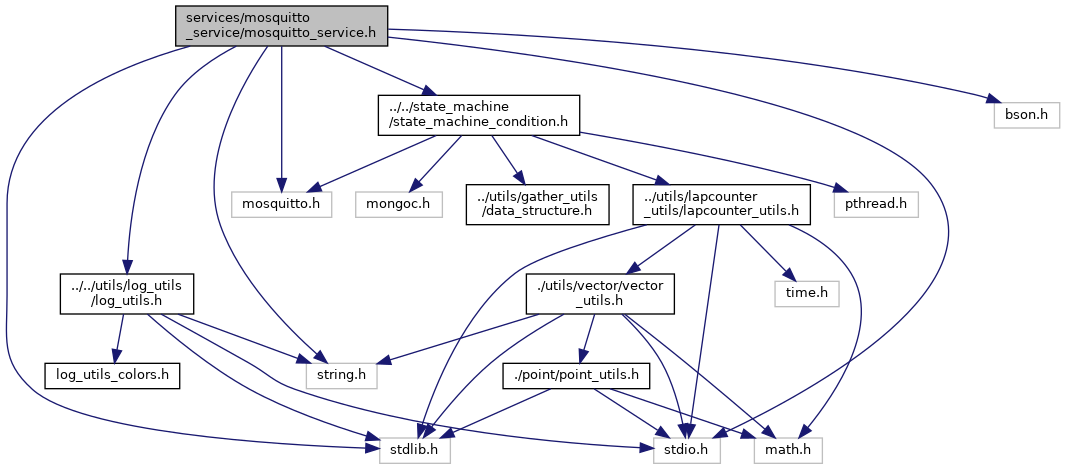 services/mosquitto
_service/mosquitto_service.h
../../state_machine
/state_machine_condition.h
bson.h
mosquitto.h
mongoc.h
../utils/gather_utils
/data_structure.h
../utils/lapcounter
_utils/lapcounter_utils.h
pthread.h
../../utils/log_utils
/log_utils.h
./utils/vector/vector
_utils.h
time.h
log_utils_colors.h
string.h
./point/point_utils.h
stdlib.h
stdio.h
math.h